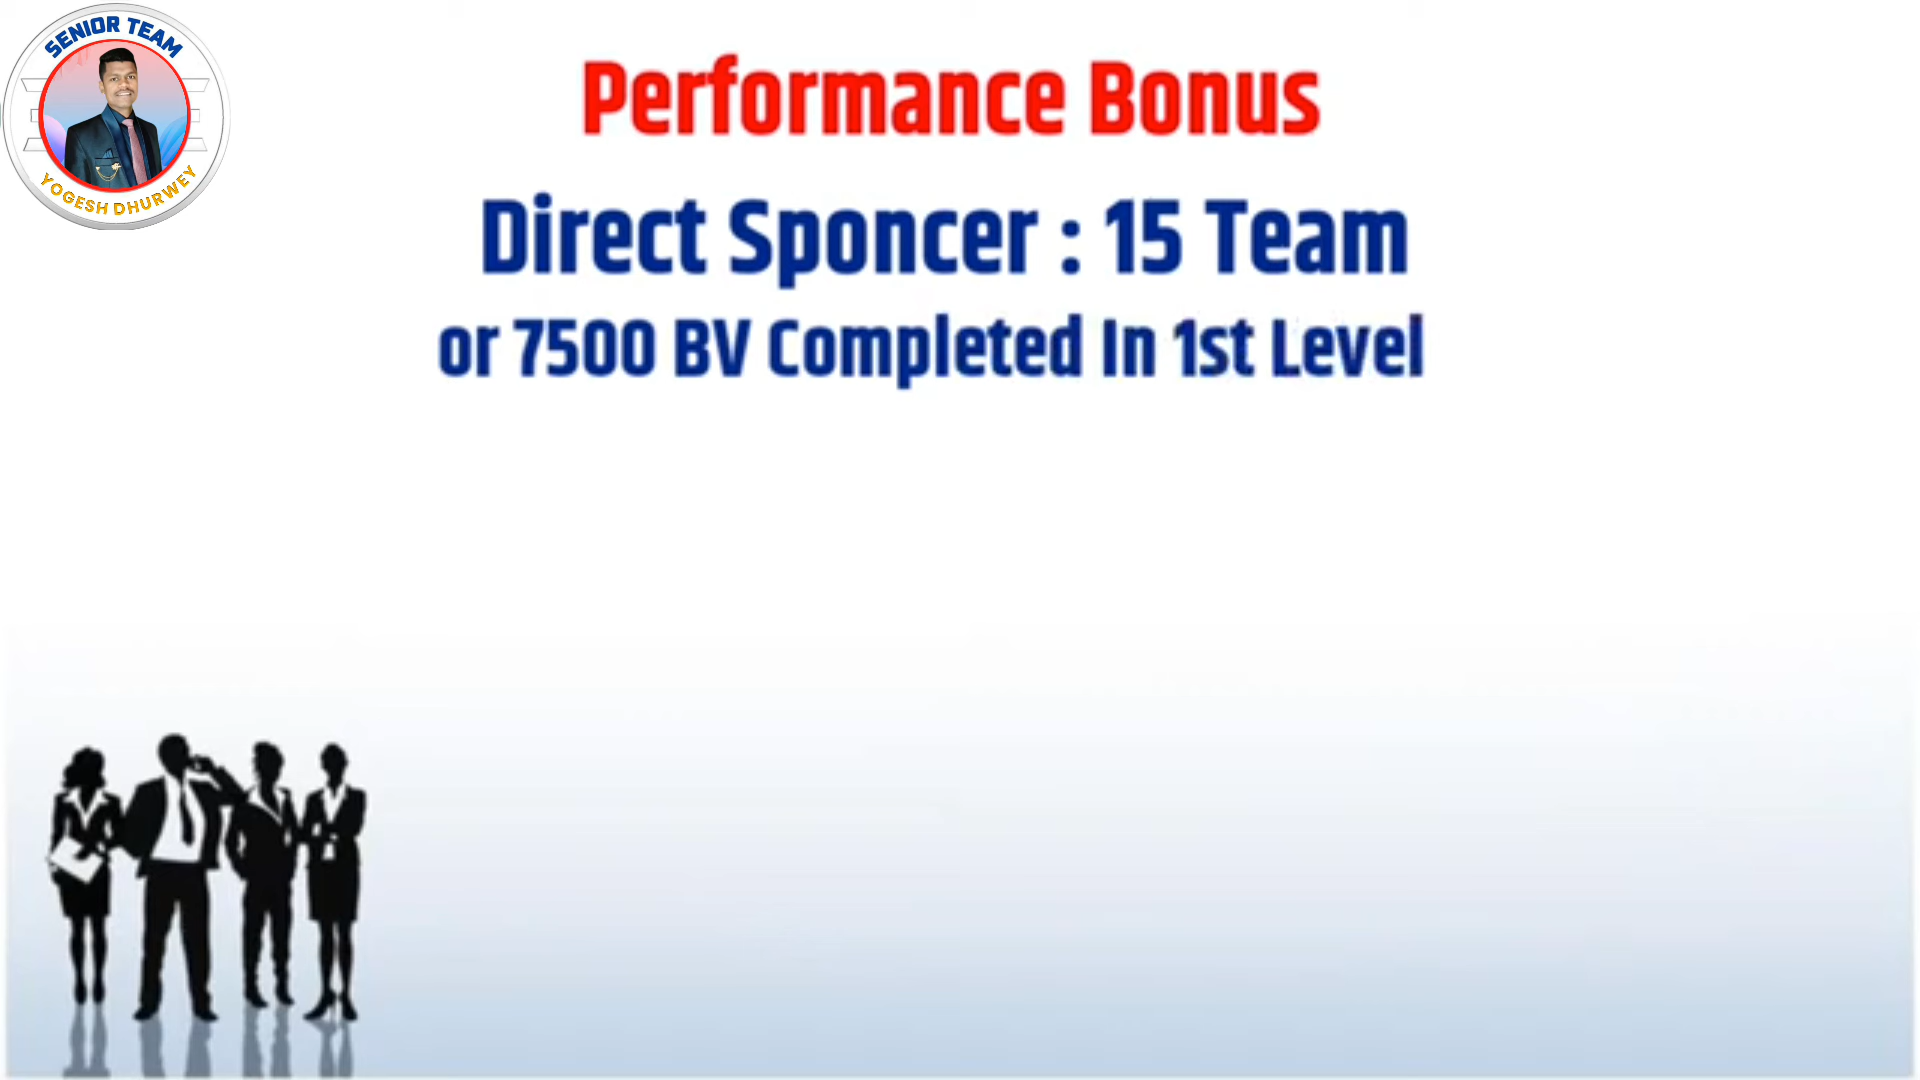 SENIOR TEAM
YOGESH DHURWEY
Performance Bonus
Direct Sponcer : 15 Team
or 7500 BV Completed In 1st Level